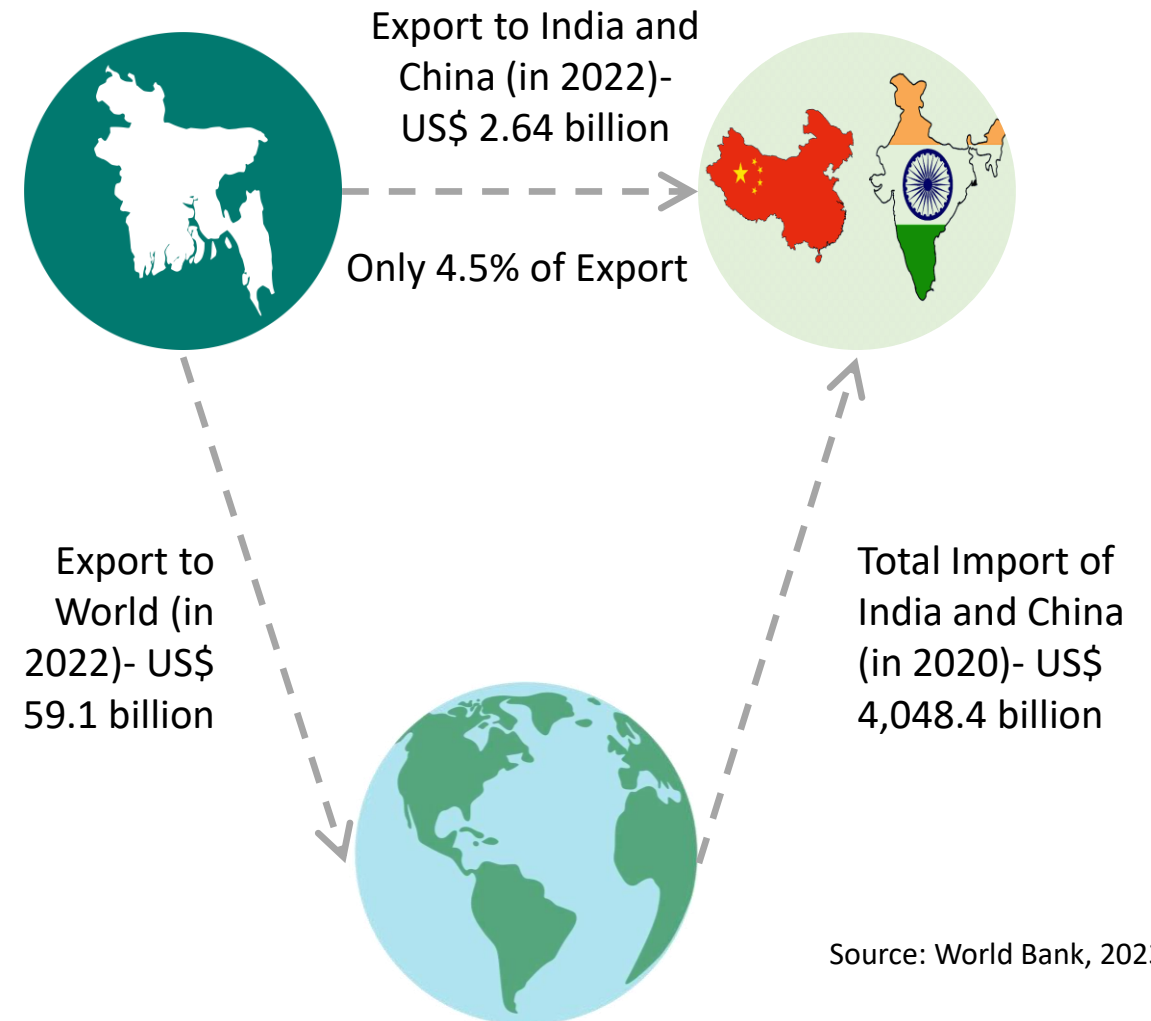 Export to India and
China (in 2022)-
US$ 2.64 billion
Only 4.5% of Export
Export to
World (in
2022)- US$
59.1 billion
Total Import of
India and China
(in 2020)- US$
4,048.4 billion
Source: World Bank, 2023